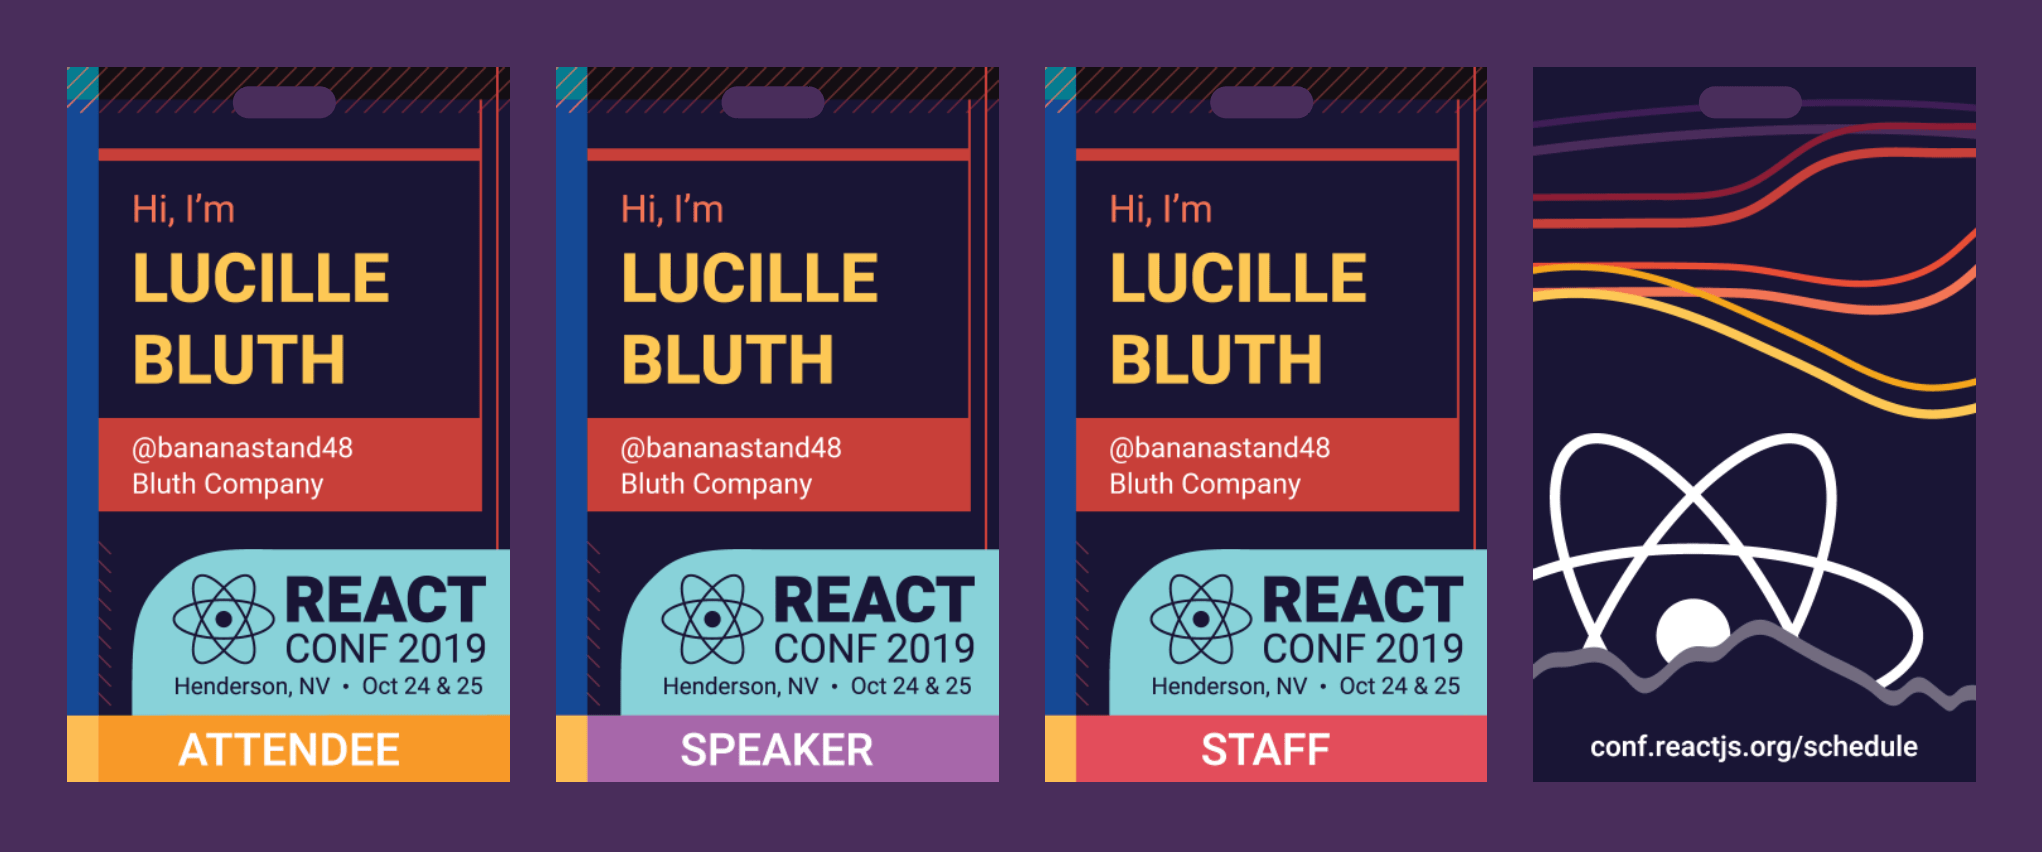 Hi, I’m
LUCILLE
BLUTH
@bananastand48
Bluth Company
REACT
CONF 2019
Henderson, NV • Oct 24 & 25
ATTENDEE
Hi, I’m
LUCILLE
BLUTH
@bananastand48
Bluth Company
REACT
CONF 2019
Henderson, NV • Oct 24 & 25
SPEAKER
Hi, I’m
LUCILLE
BLUTH
@bananastand48
Bluth Company
REACT
CONF 2019
Henderson, NV • Oct 24 & 25
STAFF
conf.reactjs.org/schedule